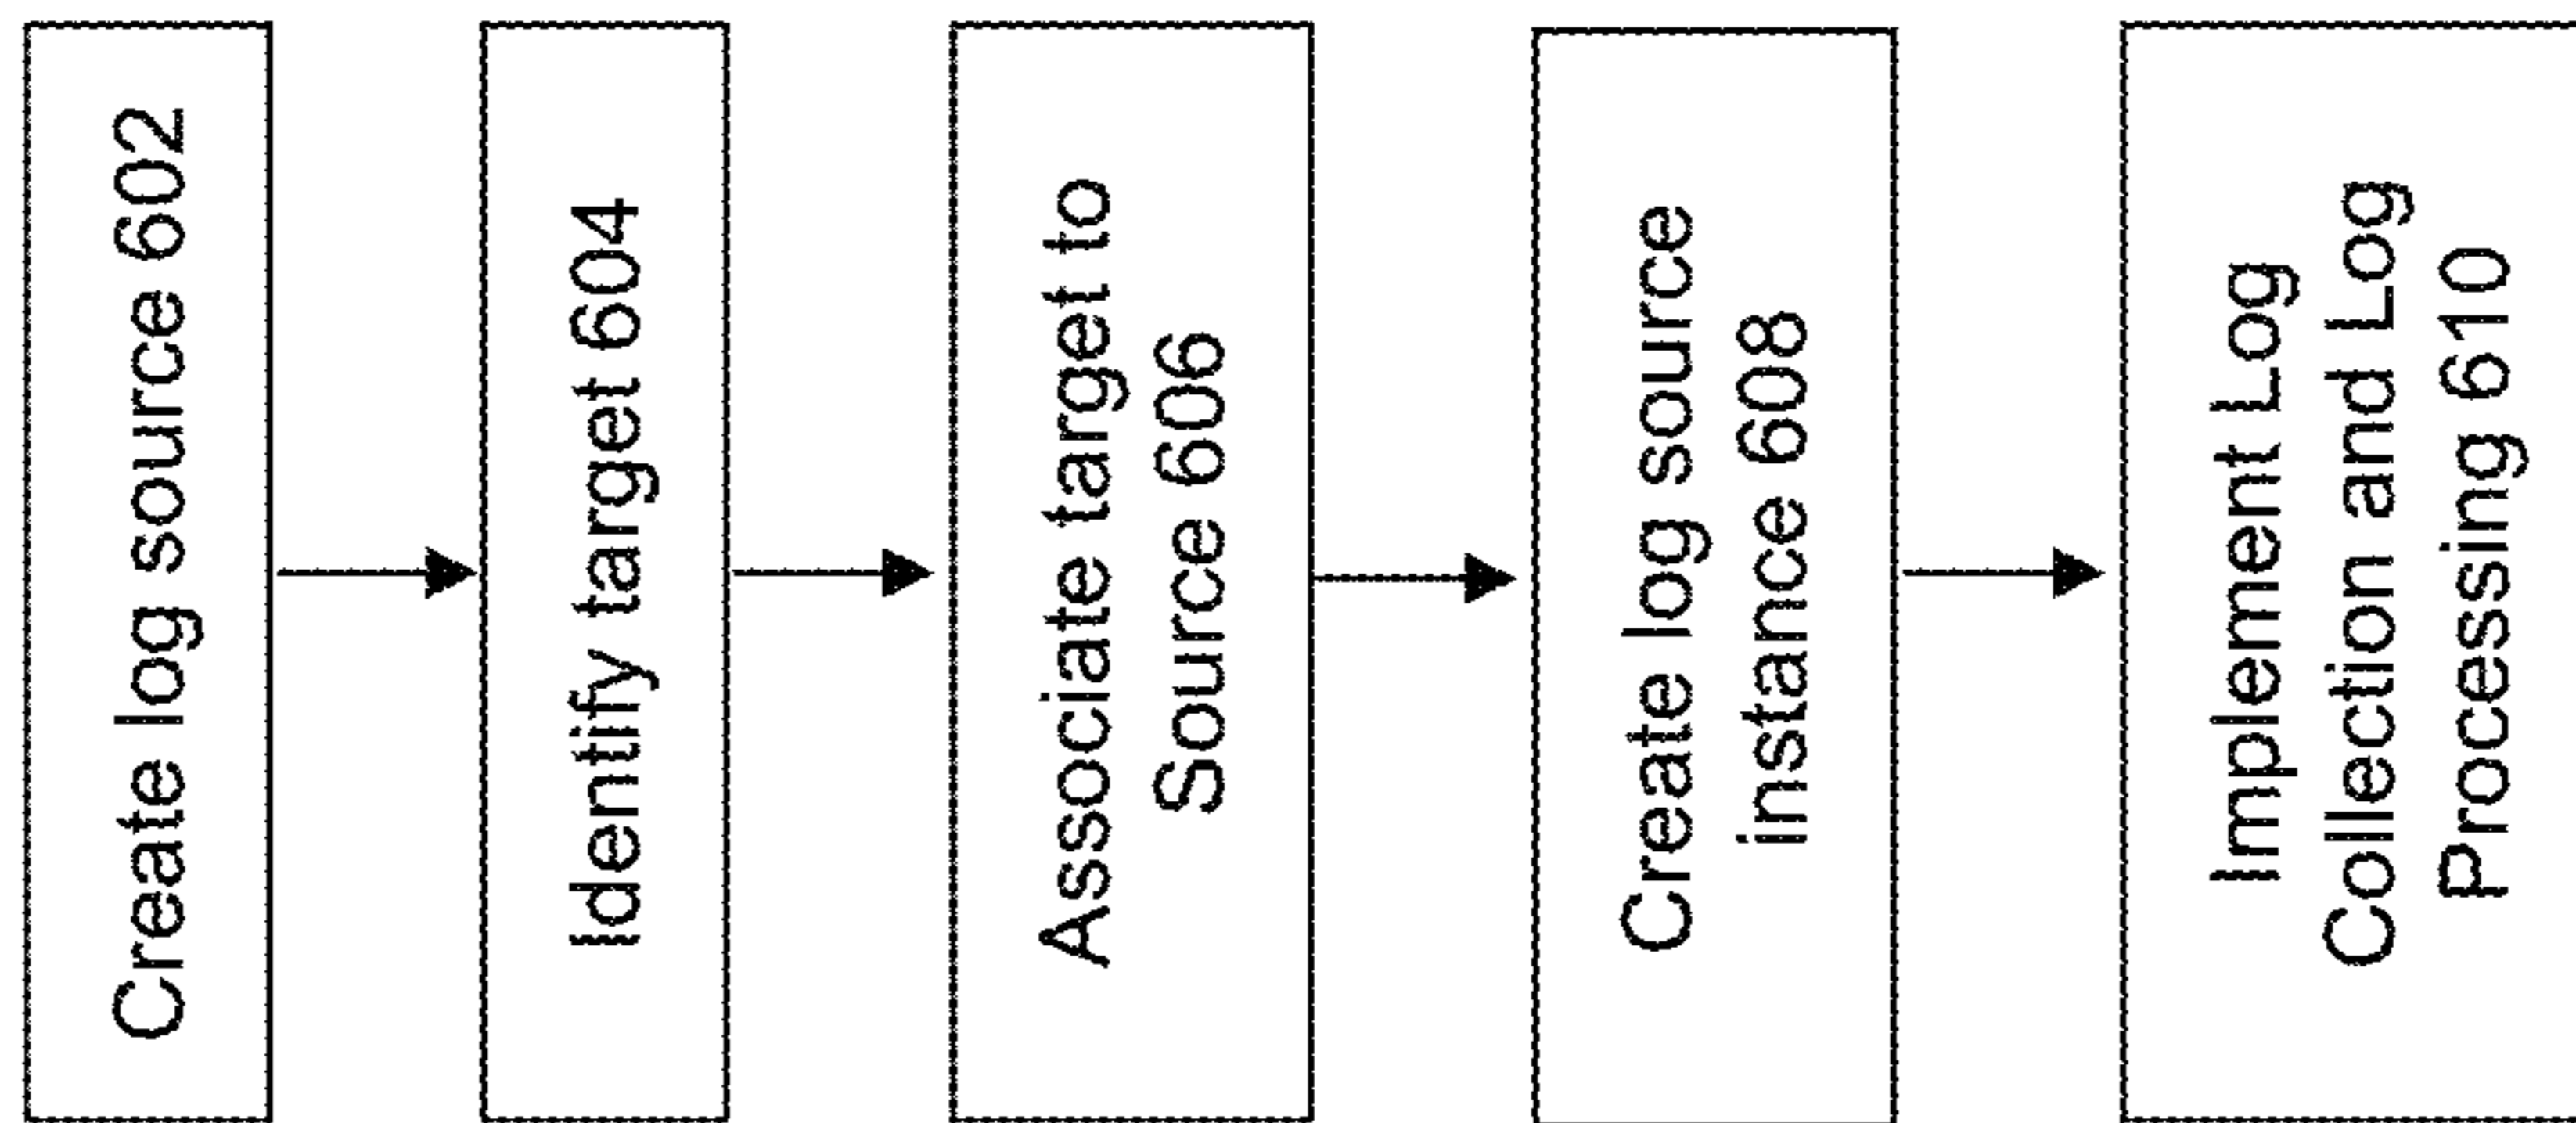 Create log source 602
Identify target 604
Associate target to
Source 606
Create log source
instance 608
Implement Log
Collection and Log
Processing 610